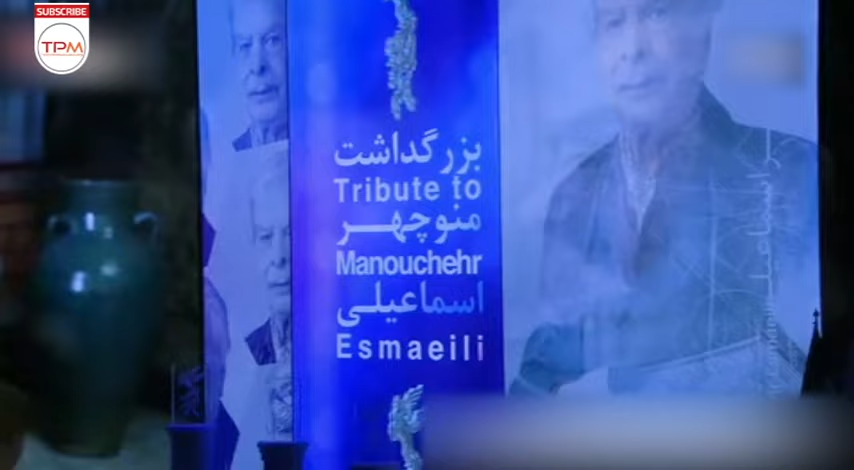 SUBSCRIBE
TPM
بزرگداشت
Tribute to
منوچهر
Manouchehr
اسماعیلی
Esmaeili